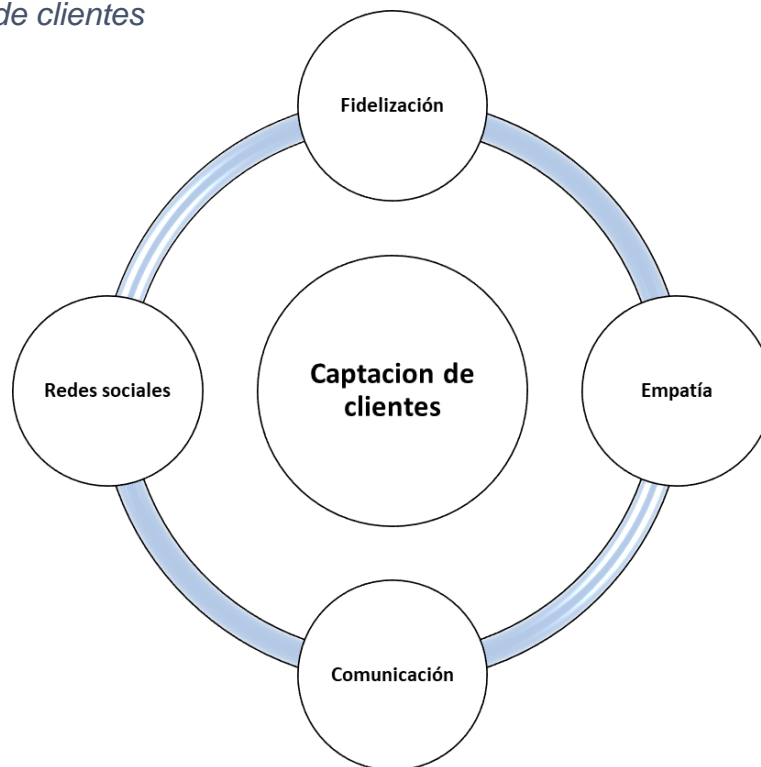 de clientes
Fidelización
Redes sociales
Captacion de
clientes
Empatía
Comunicación